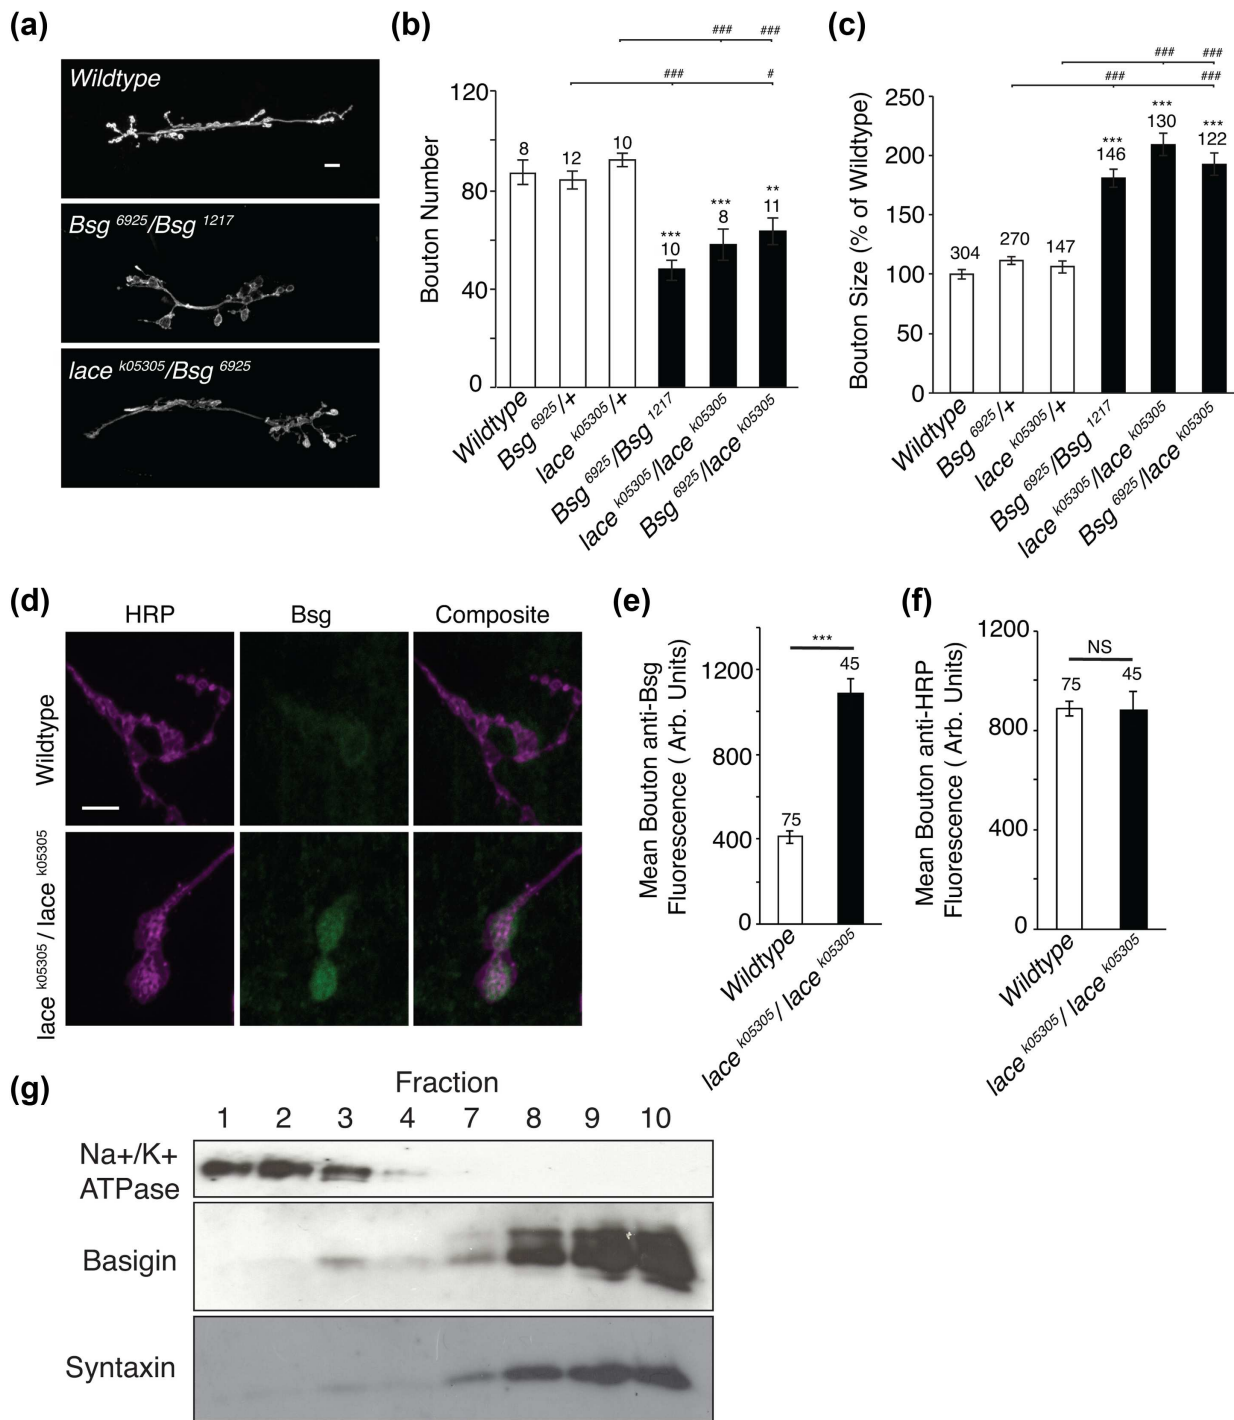 (a)
Wildtype
Bsg 6925/Bsg 1217
lace k05305/Bsg 6925
(b)
### ###
### #
Bouton Number
120
80
40
0
8
12
10
***
10
***
8
**
11
Wildtype
Bsg 6925/+
lace k05305/+
Bsg 6925/Bsg 1217
lace k05305/lace k05305
Bsg 6925/lace k05305
(c)
### ###
### ###
Bouton Size (% of Wildtype)
250
200
150
100
50
0
304
270
147
***
146
***
130
***
122
Wildtype
Bsg 6925/+
lace k05305/+
Bsg 6925/Bsg 1217
lace k05305/lace k05305
Bsg 6925/lace k05305
(d)
HRP Bsg Composite
Wildtype
lace k05305 / lace k05305
(e)
Mean Bouton anti-Bsg
Fluorescence ( Arb. Units)
1200
800
400
0
***
75
45
Wildtype
lace k05305 / lace k05305
(f)
Mean Bouton anti-HRP
Fluorescence ( Arb. Units)
1200
800
400
0
NS
75
45
Wildtype
lace k05305 / lace k05305
(g)
Fraction
1 2 3 4 7 8 9 10
Na+/K+
ATPase
Basigin
Syntaxin